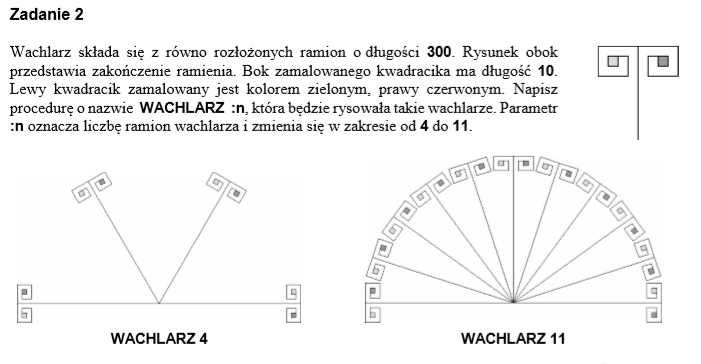 Zadanie 2
Wachlarz składa się z równo rozłożonych ramion o długości 300. Rysunek obok
przedstawia zakończenie ramienia. Bok zamalowanego kwadracika ma długość 10.
Lewy kwadracik zamalowany jest kolorem zielonym, prawy czerwonym. Napisz
procedurę o nazwie WACHLARZ :n, która będzie rysowała takie wachlarze. Parametr
:n oznacza liczbę ramion wachlarza i zmienia się w zakresie od 4 do 11.
WACHLARZ 4
WACHLARZ 11